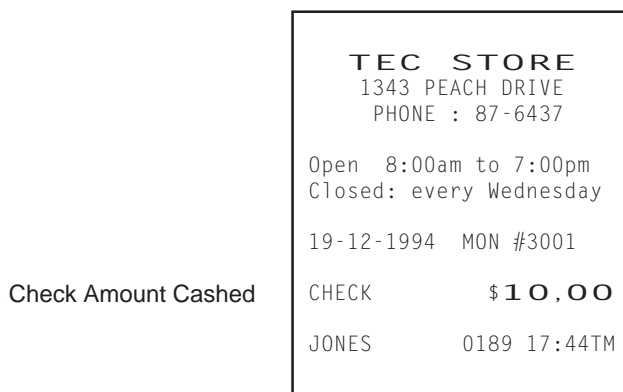 TEC STORE
1343 PEACH DRIVE
PHONE : 87-6437
Open 8:00am to 7:00pm
Closed: every Wednesday
19-12-1994 MON #3001
Check Amount Cashed
CHECK $10,00
JONES 0189 17:44TM